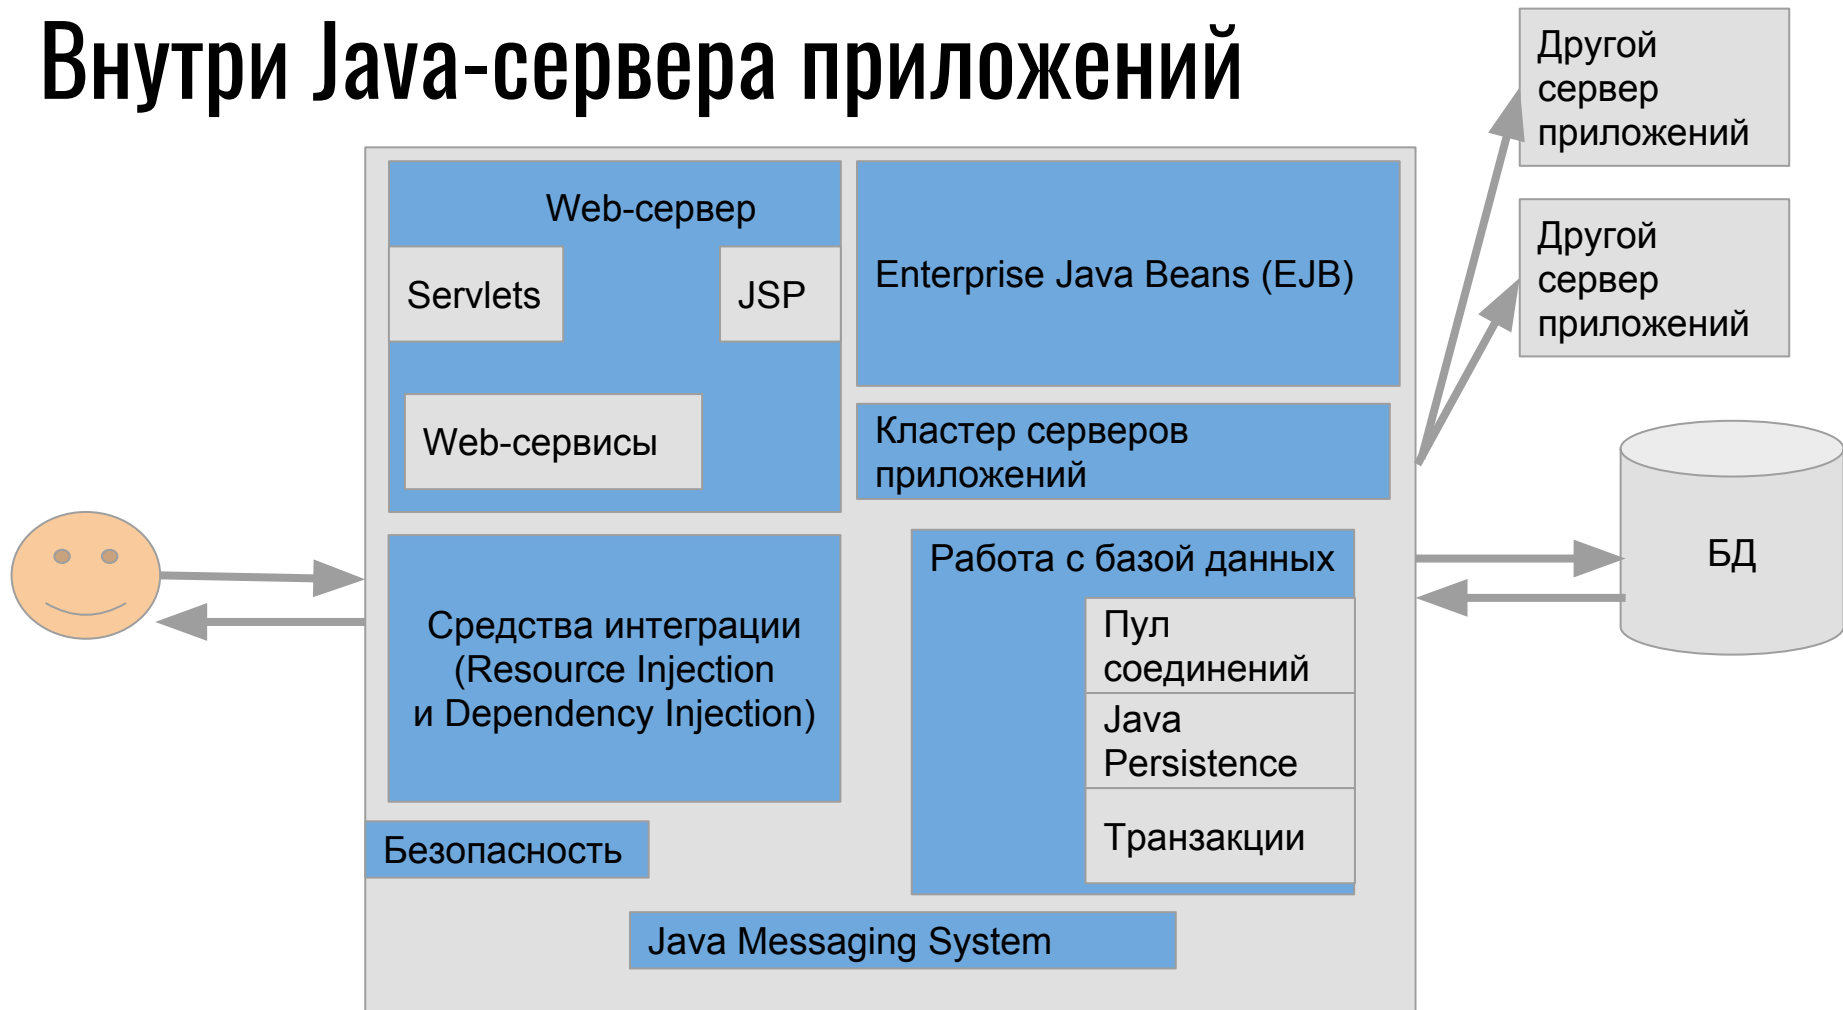 Внутри Java-сервера приложений
Другой
сервер
приложений
Другой
сервер
приложений
Web-сервер
Servlets
JSP
Web-сервисы
Enterprise Java Beans (EJB)
Кластер серверов
приложений
Средства интеграции
(Resource Injection
и Dependency Injection)
Работа с базой данных
Пул
соединений
Java
Persistence
Транзакции
БД
Безопасность
Java Messaging System